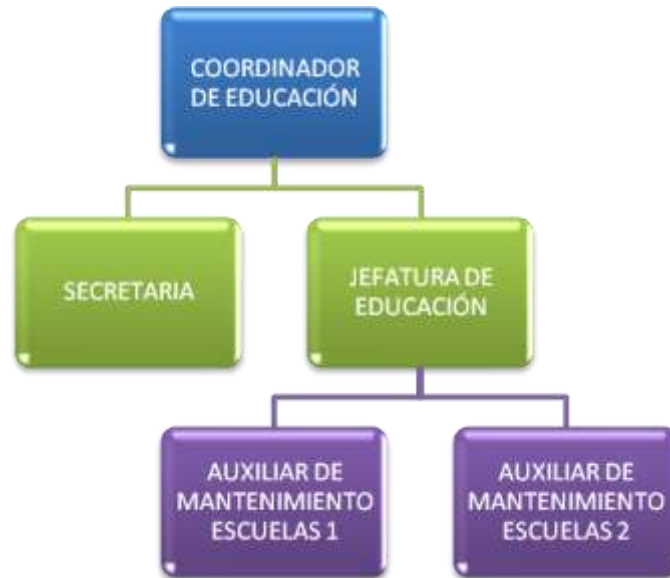 COORDINADOR
DE EDUCACIÓN
SECRETARIA
JEFATURA DE
EDUCACIÓN
AUXILIAR DE
MANTENIMIENTO
ESCUELAS 1
AUXILIAR DE
MANTENIMIENTO
ESCUELAS 2